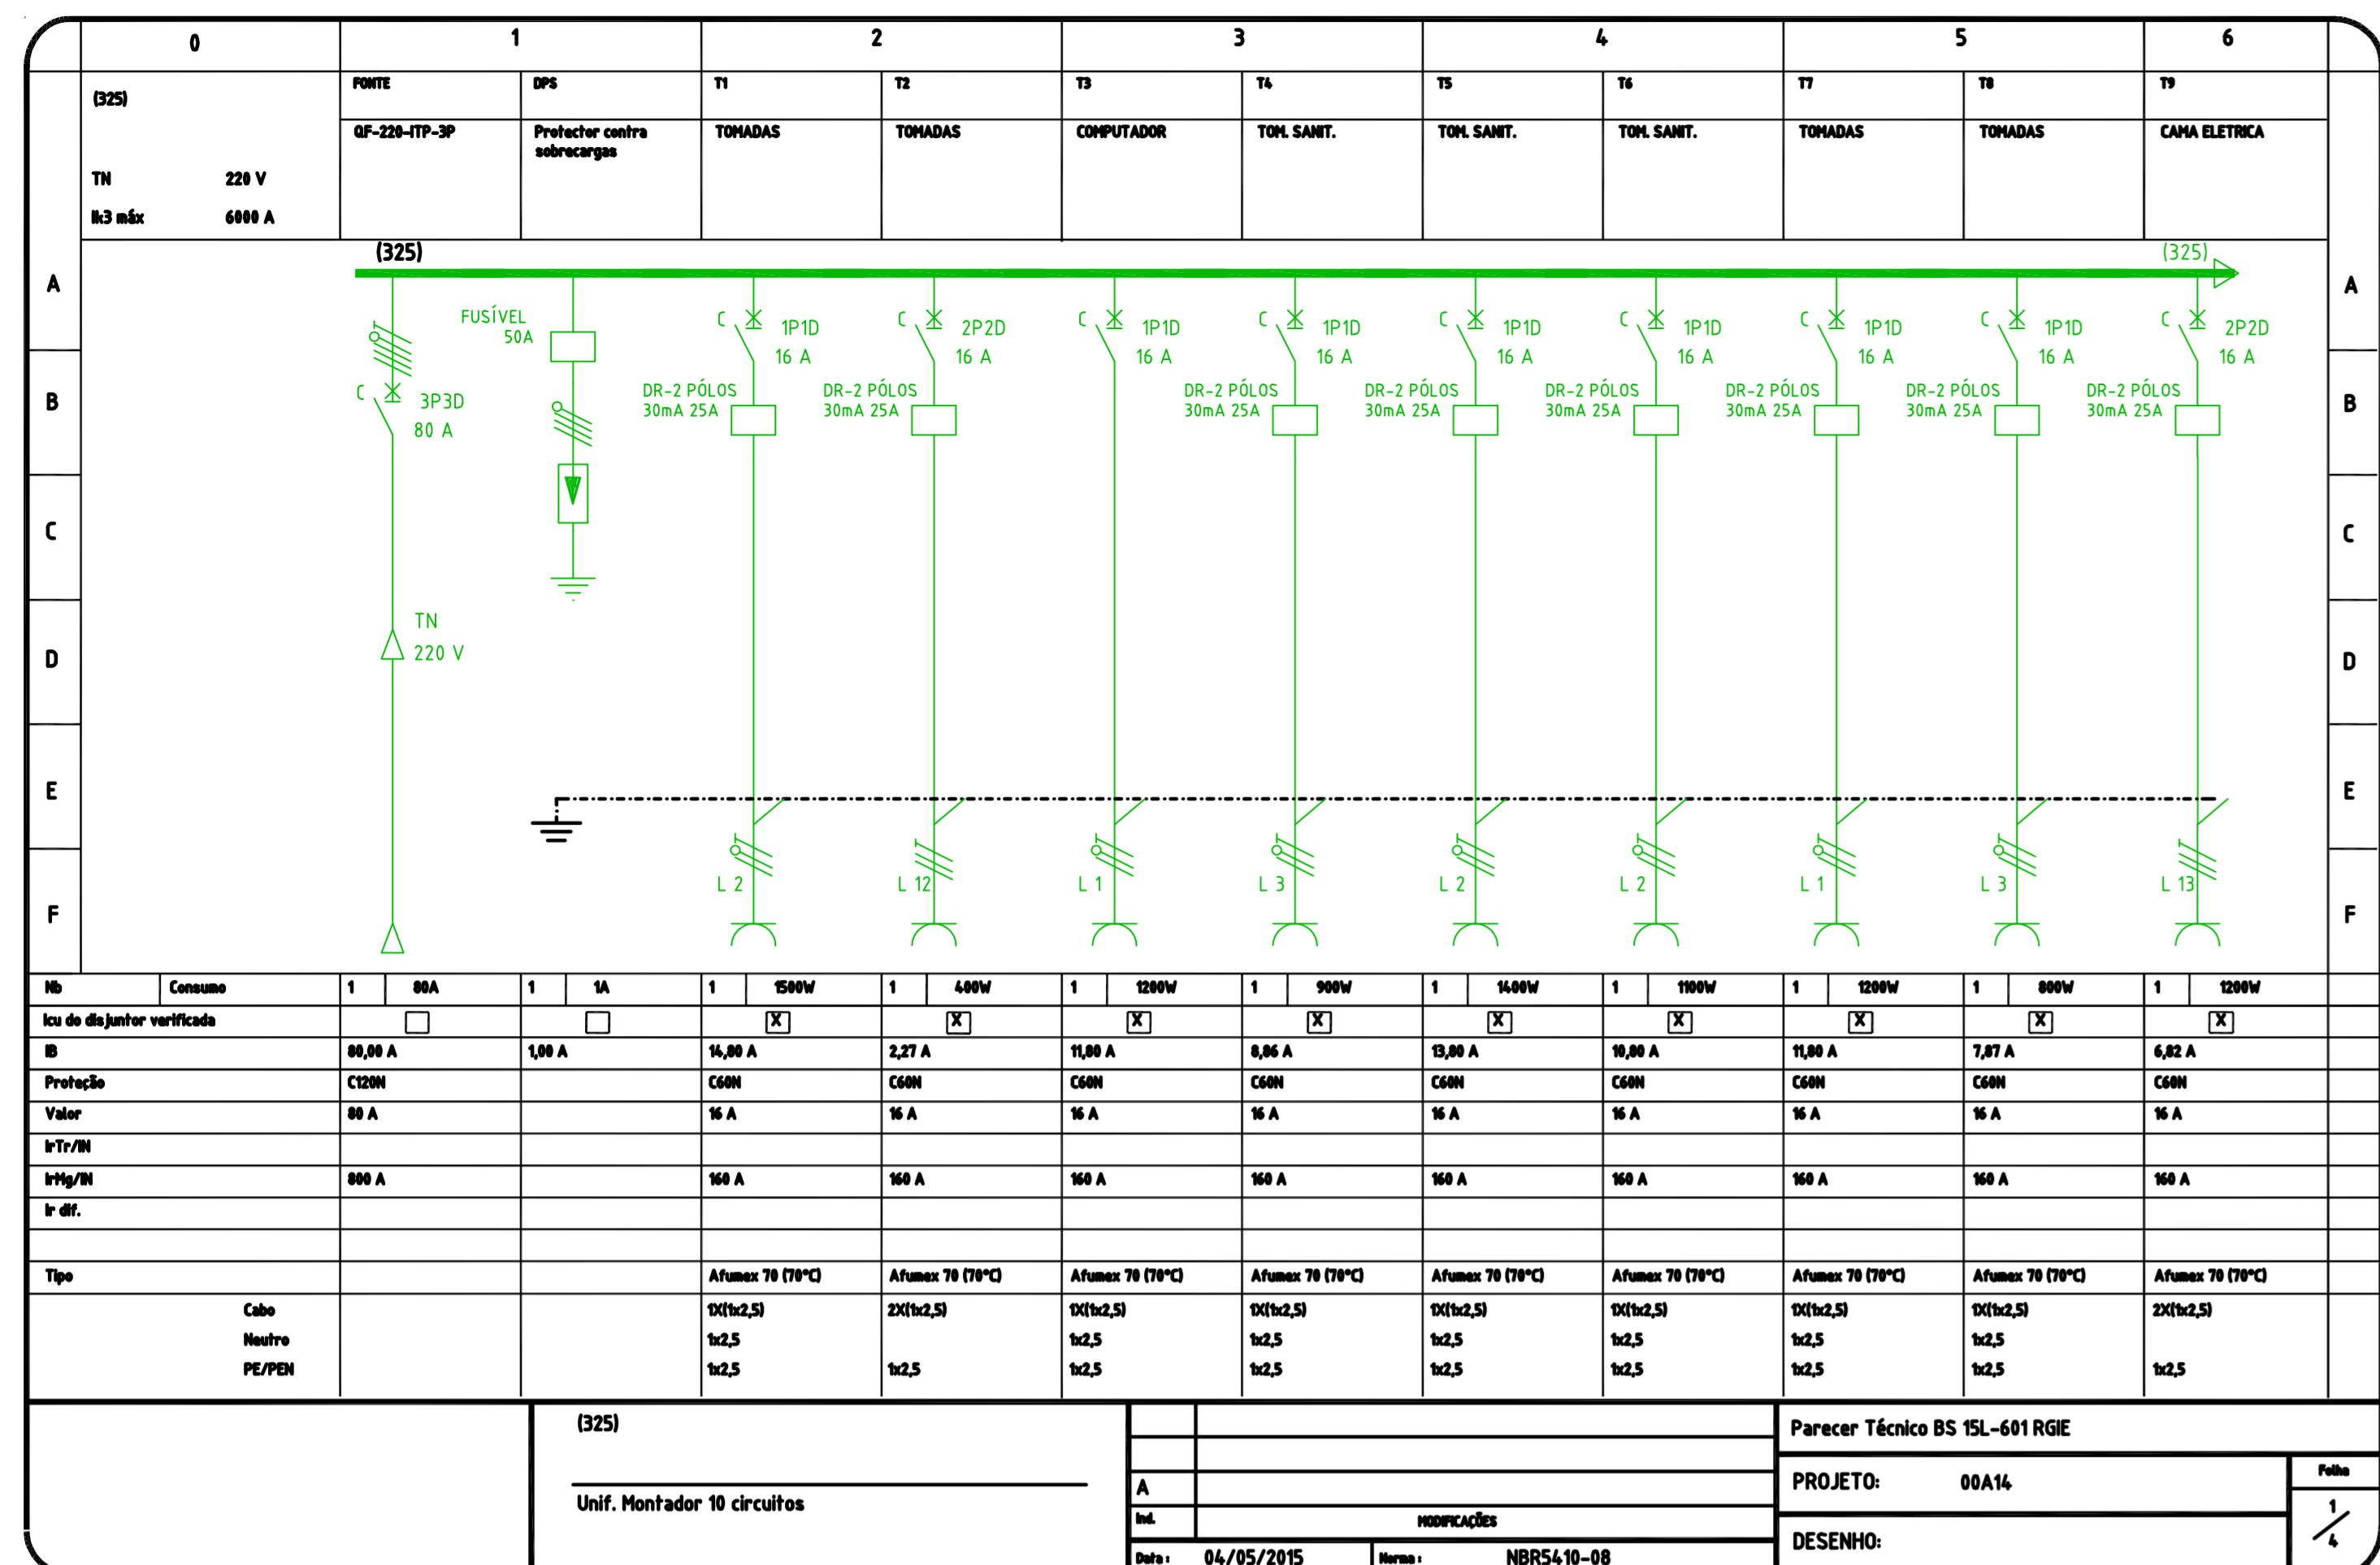 0 1 2 3 4 5 6
FONTE DPS T1 T2 T3 T4 T5 T6 T7 T8 T9
(325)
QF-220-ITP-3P Protector contra TOMADAS TOMADAS COMPUTADOR TOM. SANIT. TOM. SANIT. TOM. SANIT. TOMADAS TOMADAS CAMA ELETRICA
sobrecargas
TN 220 V
Ik3 máx 6000 A
(325) (325)
A A
FUSÍVEL C 1P1D C 2P2D C 1P1D C 1P1D C 1P1D C 1P1D C 1P1D C 1P1D C 2P2D
50A 16 A 16 A 16 A 16 A 16 A 16 A 16 A 16 A 16 A
C DR-2 PÓLOS DR-2 PÓLOS DR-2 PÓLOS DR-2 PÓLOS DR-2 PÓLOS DR-2 PÓLOS DR-2 PÓLOS DR-2 PÓLOS
B 3P3D 30mA 25A 30mA 25A 30mA 25A 30mA 25A 30mA 25A 30mA 25A 30mA 25A 30mA 25A B
80 A
C C
TN
D 220 V D
E E
L 2 L 12 L 1 L 3 L 2 L 2 L 1 L 3 L 13
F F
Nb Consumo 1 80A 1 1A 1 1500W 1 400W 1 1200W 1 900W 1 1400W 1 1100W 1 1200W 1 800W 1 1200W
Icu do disjuntor verificada X X X X X X X X X
IB 80,00 A 1,00 A 14,80 A 2,27 A 11,80 A 8,86 A 13,80 A 10,80 A 11,80 A 7,87 A 6,82 A
Proteção C120N C60N C60N C60N C60N C60N C60N C60N C60N C60N
Valor 80 A 16 A 16 A 16 A 16 A 16 A 16 A 16 A 16 A 16 A
IrTr/IN
IrMg/IN 800 A 160 A 160 A 160 A 160 A 160 A 160 A 160 A 160 A 160 A
Ir dif.
Tipo Afumex 70 (70°C) Afumex 70 (70°C) Afumex 70 (70°C) Afumex 70 (70°C) Afumex 70 (70°C) Afumex 70 (70°C) Afumex 70 (70°C) Afumex 70 (70°C) Afumex 70 (70°C)
Cabo 1X(1x2,5) 2X(1x2,5) 1X(1x2,5) 1X(1x2,5) 1X(1x2,5) 1X(1x2,5) 1X(1x2,5) 1X(1x2,5) 2X(1x2,5)
Neutro 1x2,5 1x2,5 1x2,5 1x2,5 1x2,5 1x2,5 1x2,5
PE/PEN 1x2,5 1x2,5 1x2,5 1x2,5 1x2,5 1x2,5 1x2,5 1x2,5 1x2,5
(325)
Unif. Montador 10 circuitos
A
Ind. MODIFICAÇÕES
Data : 04/05/2015 Norma : NBR5410-08
Parecer Técnico BS 15L-601 RGIE
PROJETO: 00A14
DESENHO:
Folha
1
4